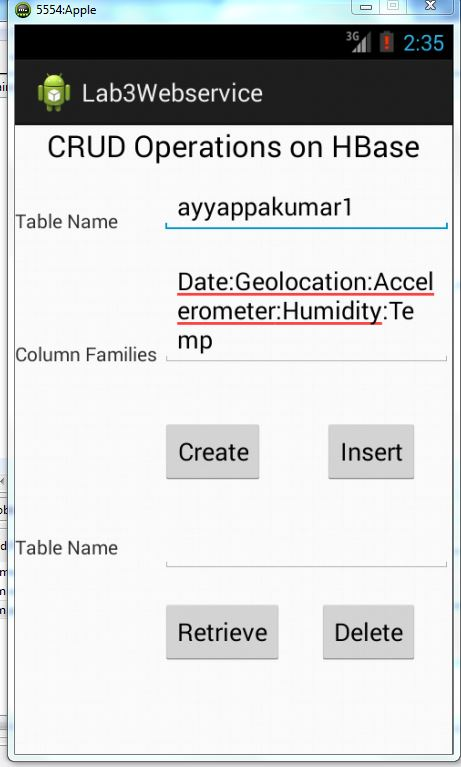 5554:Apple
3G 2:35
Lab3Webservice
CRUD Operations on HBase
Table Name ayyappakumar1
Date:Geolocation:Accel
erometer:Humidity:Te
mp
Column Families
Create Insert
Table Name
Retrieve Delete